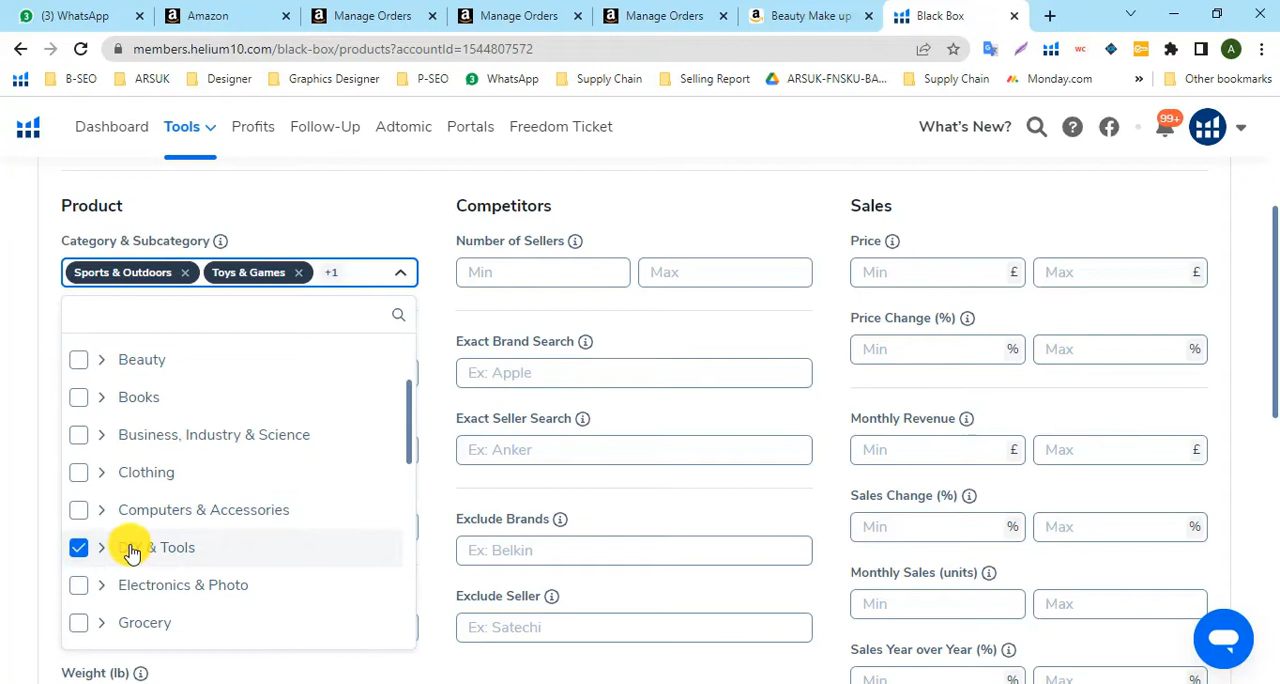 (3) WhatsApp
Amazon
Manage Orders
Manage Orders
Manage Orders
Beauty Make up
Black Box
members.helium10.com/black-box/products?accountId=1544807572
A
B-SEO
ARSUK
Designer
Graphics Designer
P-SEO
WhatsApp
Supply Chain
Selling Report
ARSUK-FNSKU-BA...
Supply Chain
Monday.com
»
Other bookmarks
Dashboard
Tools
Profits
Follow-Up
Adtomic
Portals
Freedom Ticket
What's New?
99+
Product
Category & Subcategory
Sports & Outdoors
Toys & Games
+1
Beauty
Books
Business, Industry & Science
Clothing
Computers & Accessories
& Tools
Electronics & Photo
Grocery
Weight (lb)
Competitors
Number of Sellers
Min
Max
Exact Brand Search
Ex: Apple
Exact Seller Search
Ex: Anker
Exclude Brands
Ex: Belkin
Exclude Seller
Ex: Satechi
Sales
Price
Min £
Max £
Price Change (%)
Min %
Max %
Monthly Revenue
Min £
Max £
Sales Change (%)
Min %
Max %
Monthly Sales (units)
Min
Max
Sales Year over Year (%)
Min %
Max %